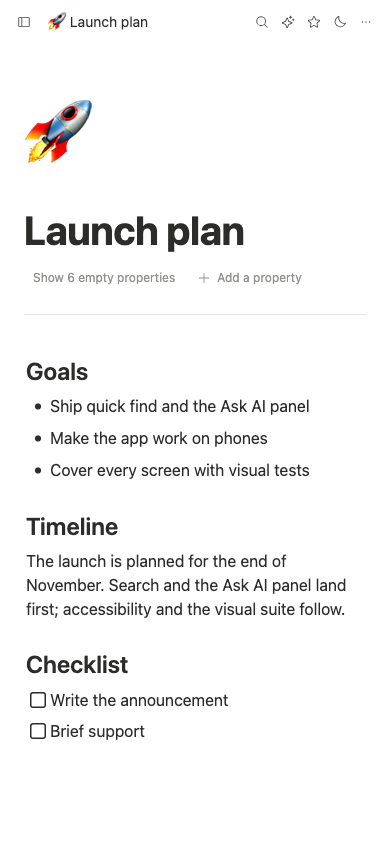 Launch plan
Launch plan
Show 6 empty properties
Add a property
Goals
Ship quick find and the Ask AI panel
Make the app work on phones
Cover every screen with visual tests
Timeline
The launch is planned for the end of
November. Search and the Ask AI panel land
first; accessibility and the visual suite follow.
Checklist
Write the announcement
Brief support